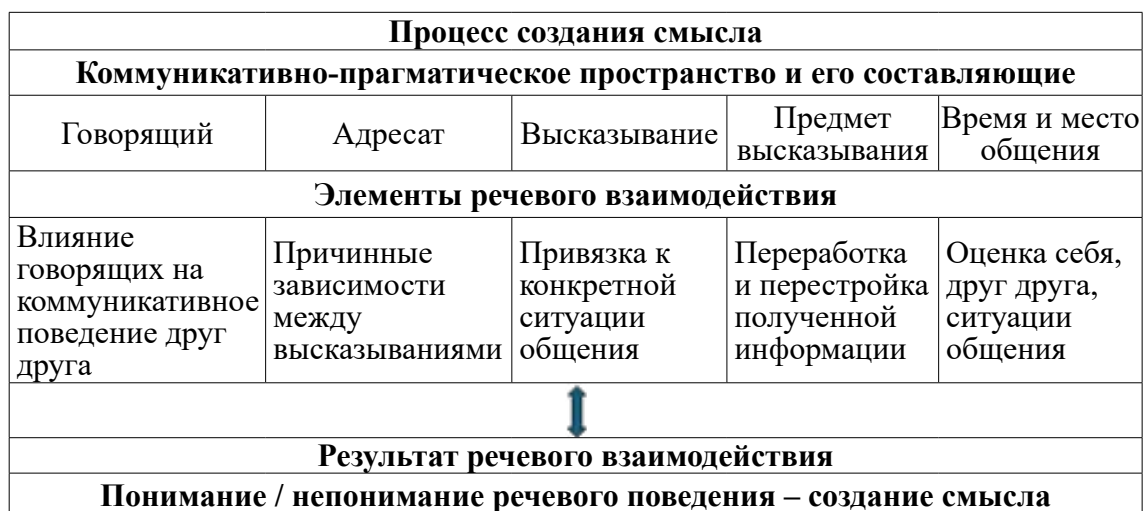 Процесс создания смысла
Коммуникативно-прагматическое пространство и его составляющие
Говорящий
Адресат
Высказывание
Предмет
высказывания
Время и место
общения
Элементы речевого взаимодействия
Влияние
говорящих на
коммуникативное
поведение друг
друга
Причинные
зависимости
между
высказываниями
Привязка к
конкретной
ситуации
общения
Переработка
и перестройка
полученной
информации
Оценка себя,
друг друга,
ситуации
общения
Результат речевого взаимодействия
Понимание / непонимание речевого поведения – создание смысла